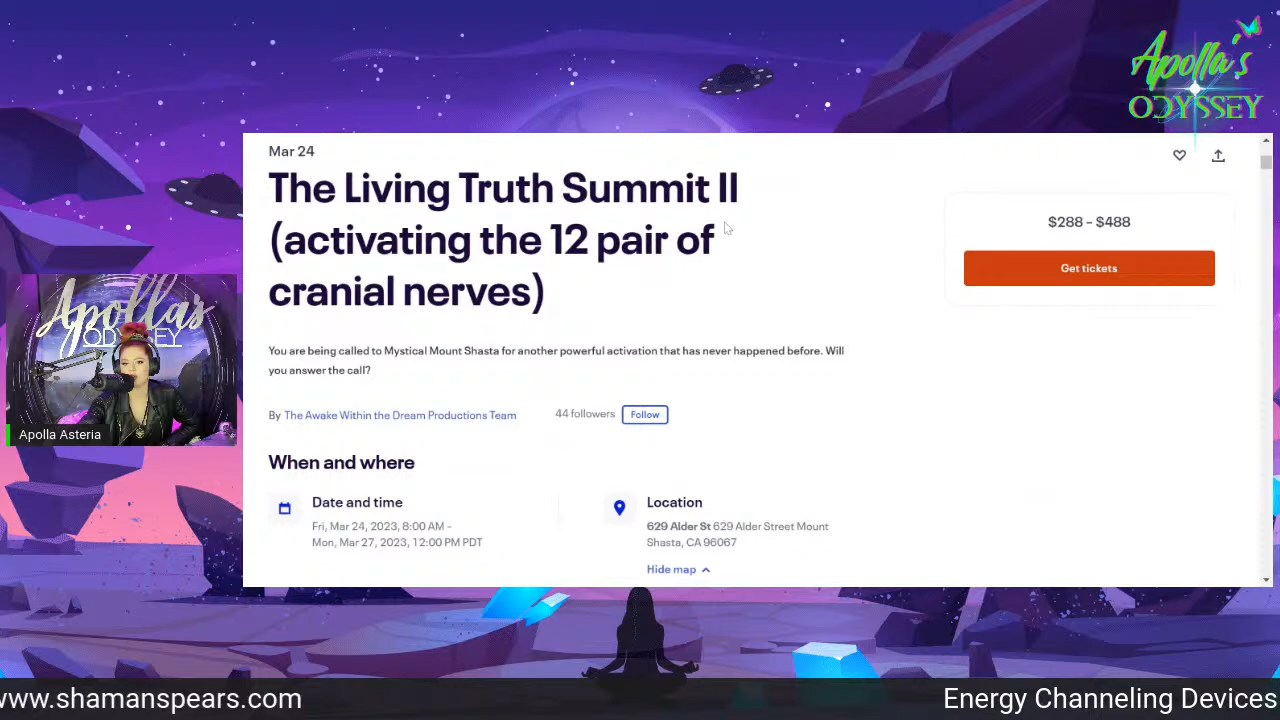 Apolla's
ODYSSEY
Mar 24
The Living Truth Summit II
(activating the 12 pair of
cranial nerves)
$288 – $488
Get tickets
You are being called to Mystical Mount Shasta for another powerful activation that has never happened before. Will
you answer the call?
By The Awake Within the Dream Productions Team
44 followers
Follow
When and where
Date and time
Fri, Mar 24, 2023, 8:00 AM –
Mon, Mar 27, 2023, 12:00 PM PDT
Location
629 Alder St 629 Alder Street Mount
Shasta, CA 96067
Hide map
Apollas
ODYSSEY
Apolla Asteria
www.shamanspears.com
Energy Channeling Devices